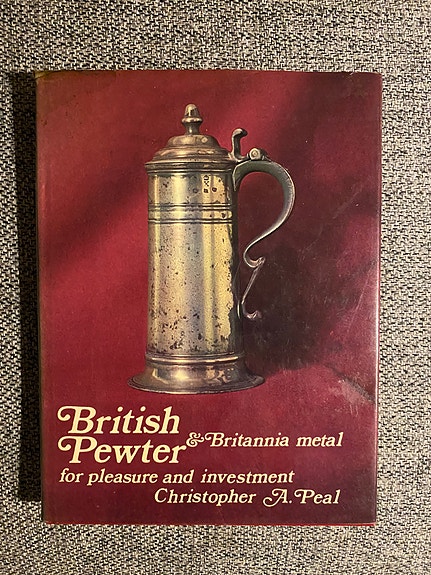 British
Pewter & Britannia metal
for pleasure and investment
Christopher A. Peal